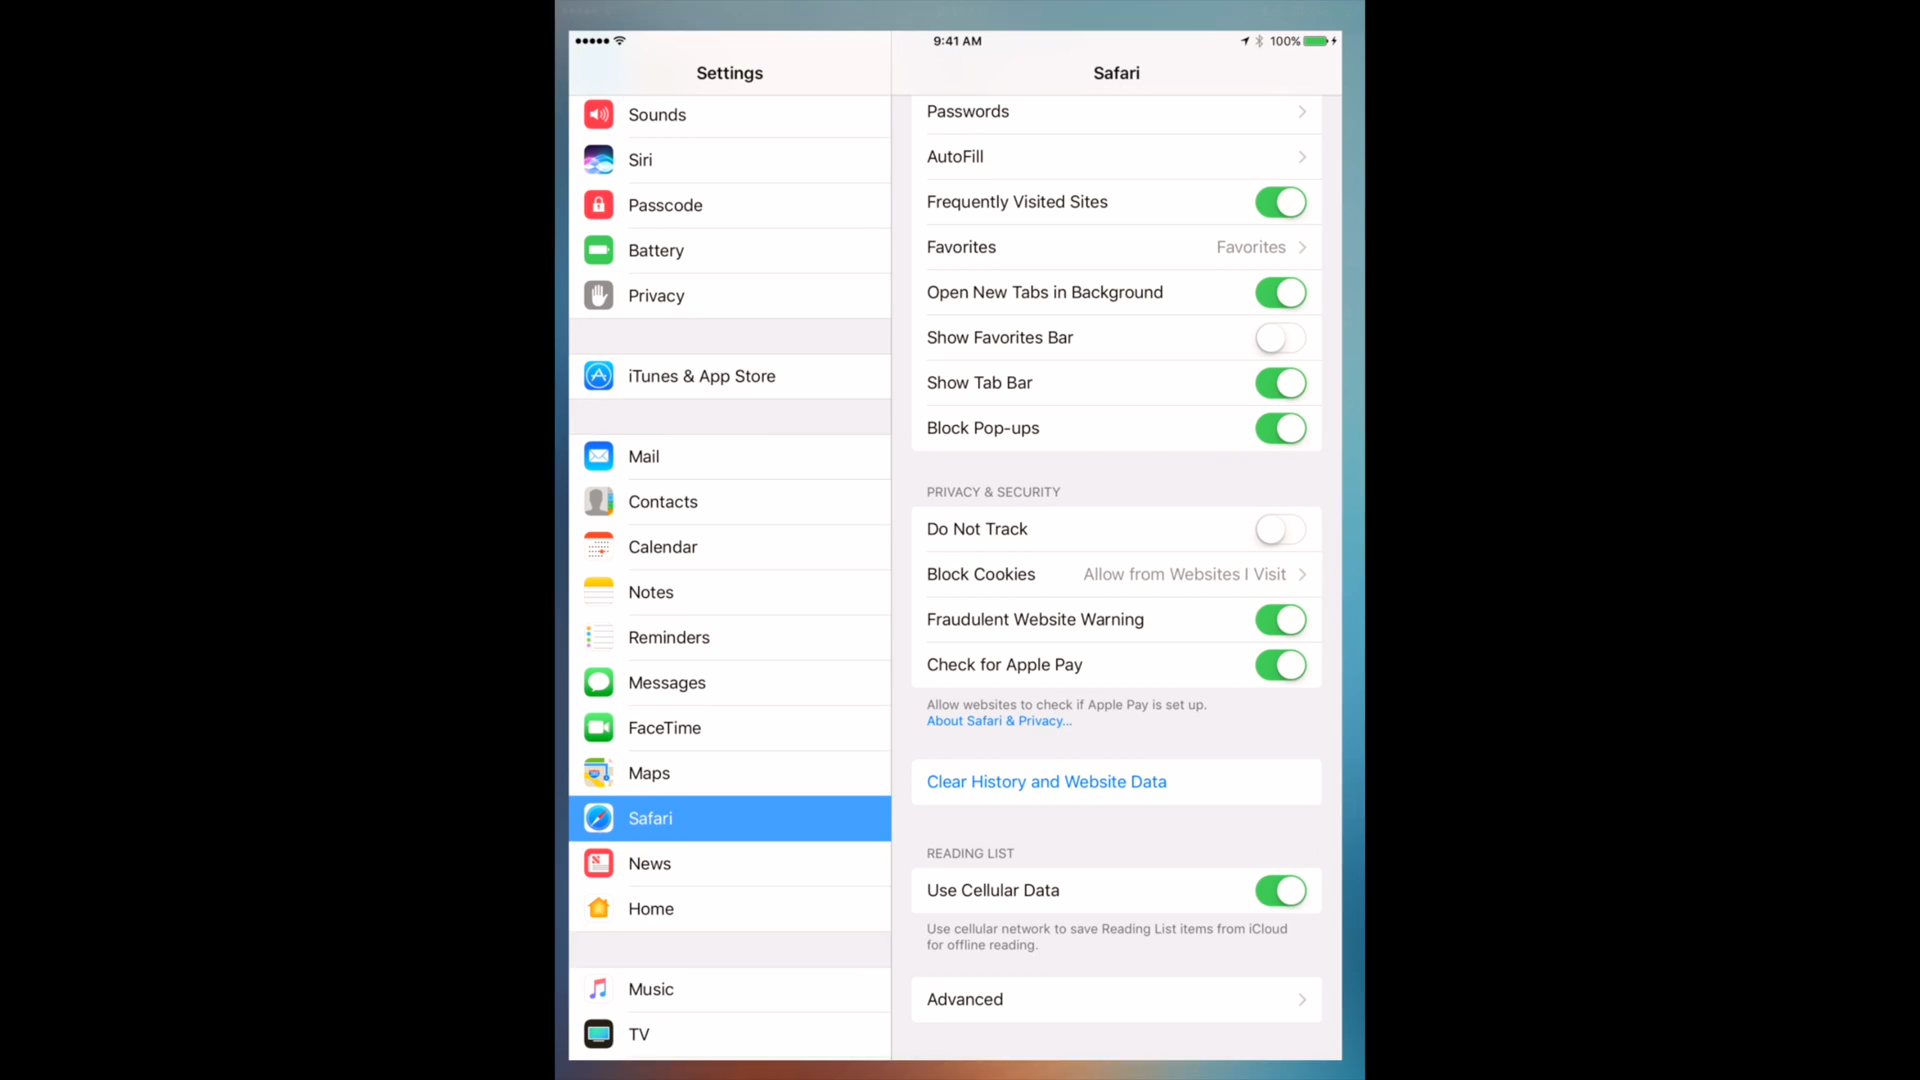 9:41 AM
100%
Settings
Sounds
Siri
Passcode
Battery
Privacy
iTunes & App Store
Mail
Contacts
Calendar
Notes
Reminders
Messages
FaceTime
Maps
Safari
News
Home
Music
TV
Safari
Passwords
AutoFill
Frequently Visited Sites
Favorites Favorites
Open New Tabs in Background
Show Favorites Bar
Show Tab Bar
Block Pop-ups
PRIVACY & SECURITY
Do Not Track
Block Cookies Allow from Websites I Visit
Fraudulent Website Warning
Check for Apple Pay
Allow websites to check if Apple Pay is set up.
About Safari & Privacy...
Clear History and Website Data
READING LIST
Use Cellular Data
Use cellular network to save Reading List items from iCloud
for offline reading.
Advanced